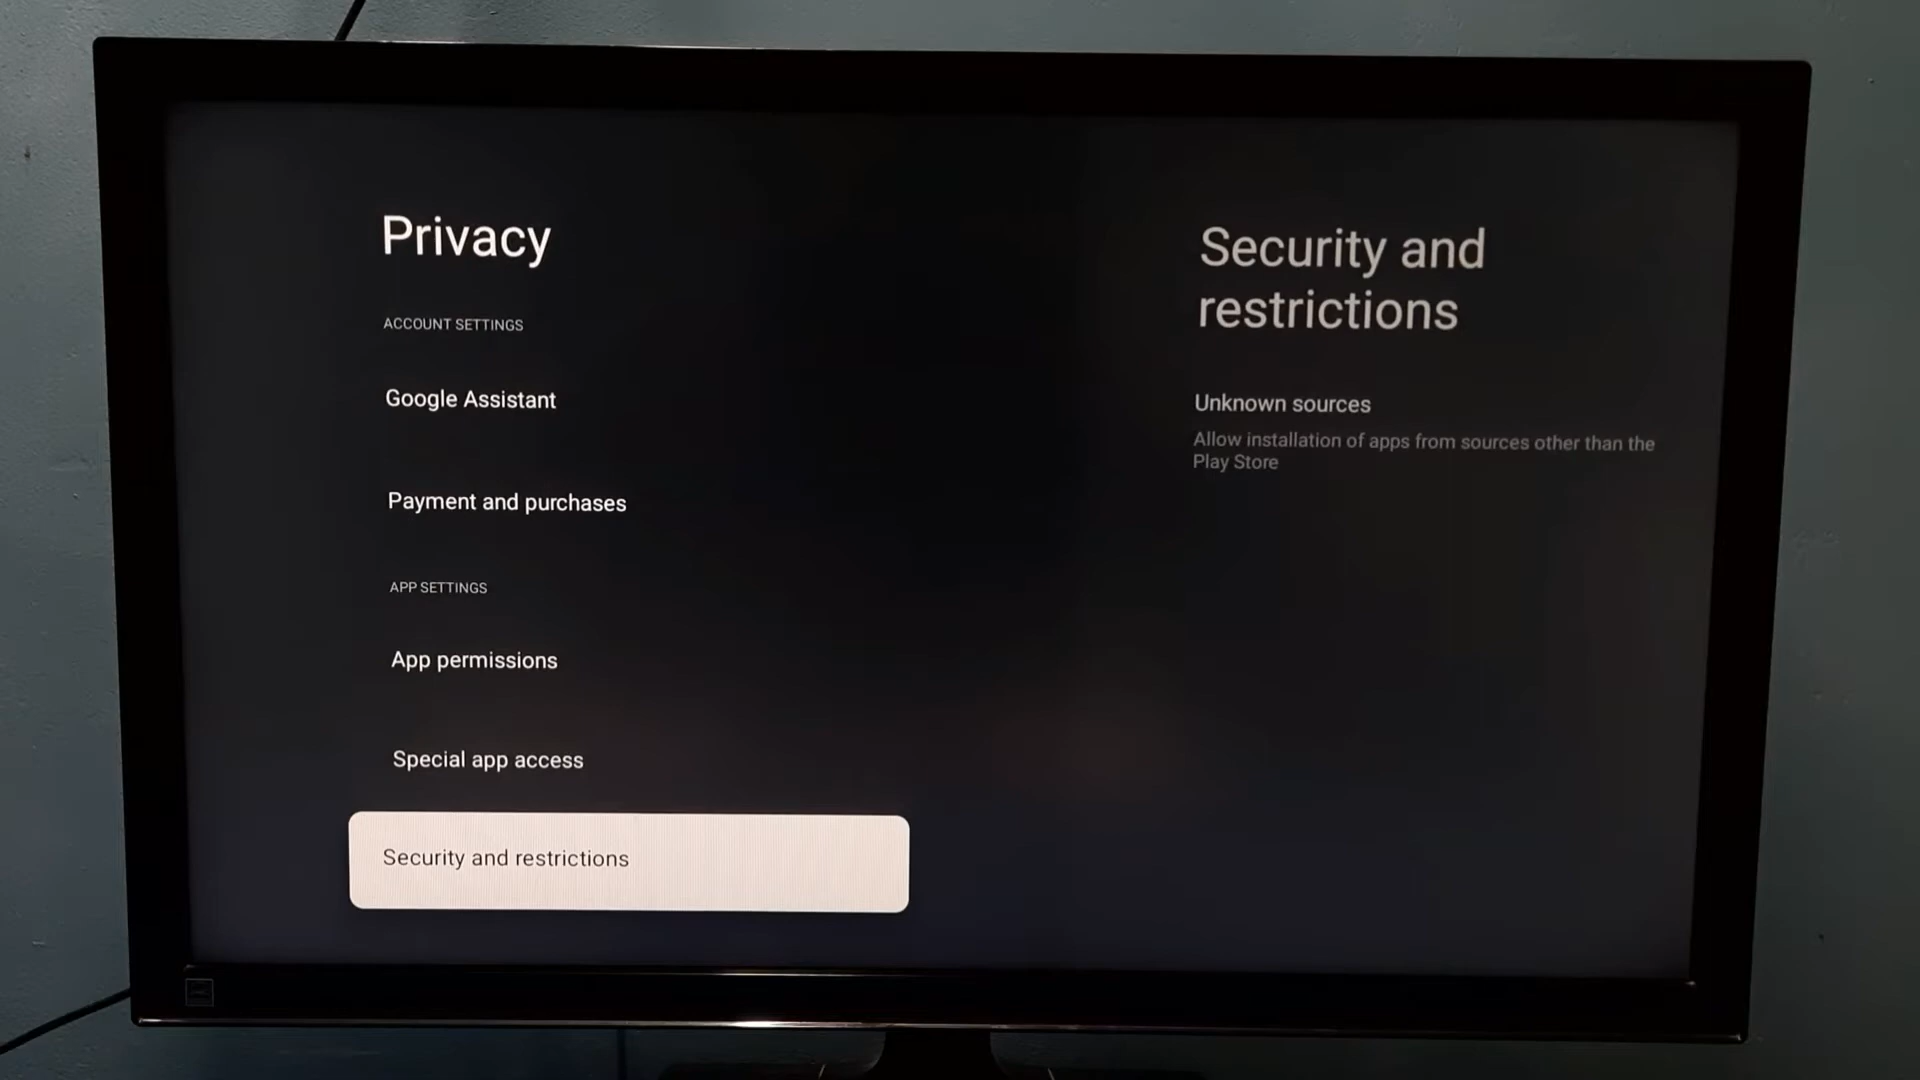 Privacy
ACCOUNT SETTINGS
Google Assistant
Payment and purchases
APP SETTINGS
App permissions
Special app access
Security and restrictions
Security and
restrictions
Unknown sources
Allow installation of apps from sources other than the
Play Store